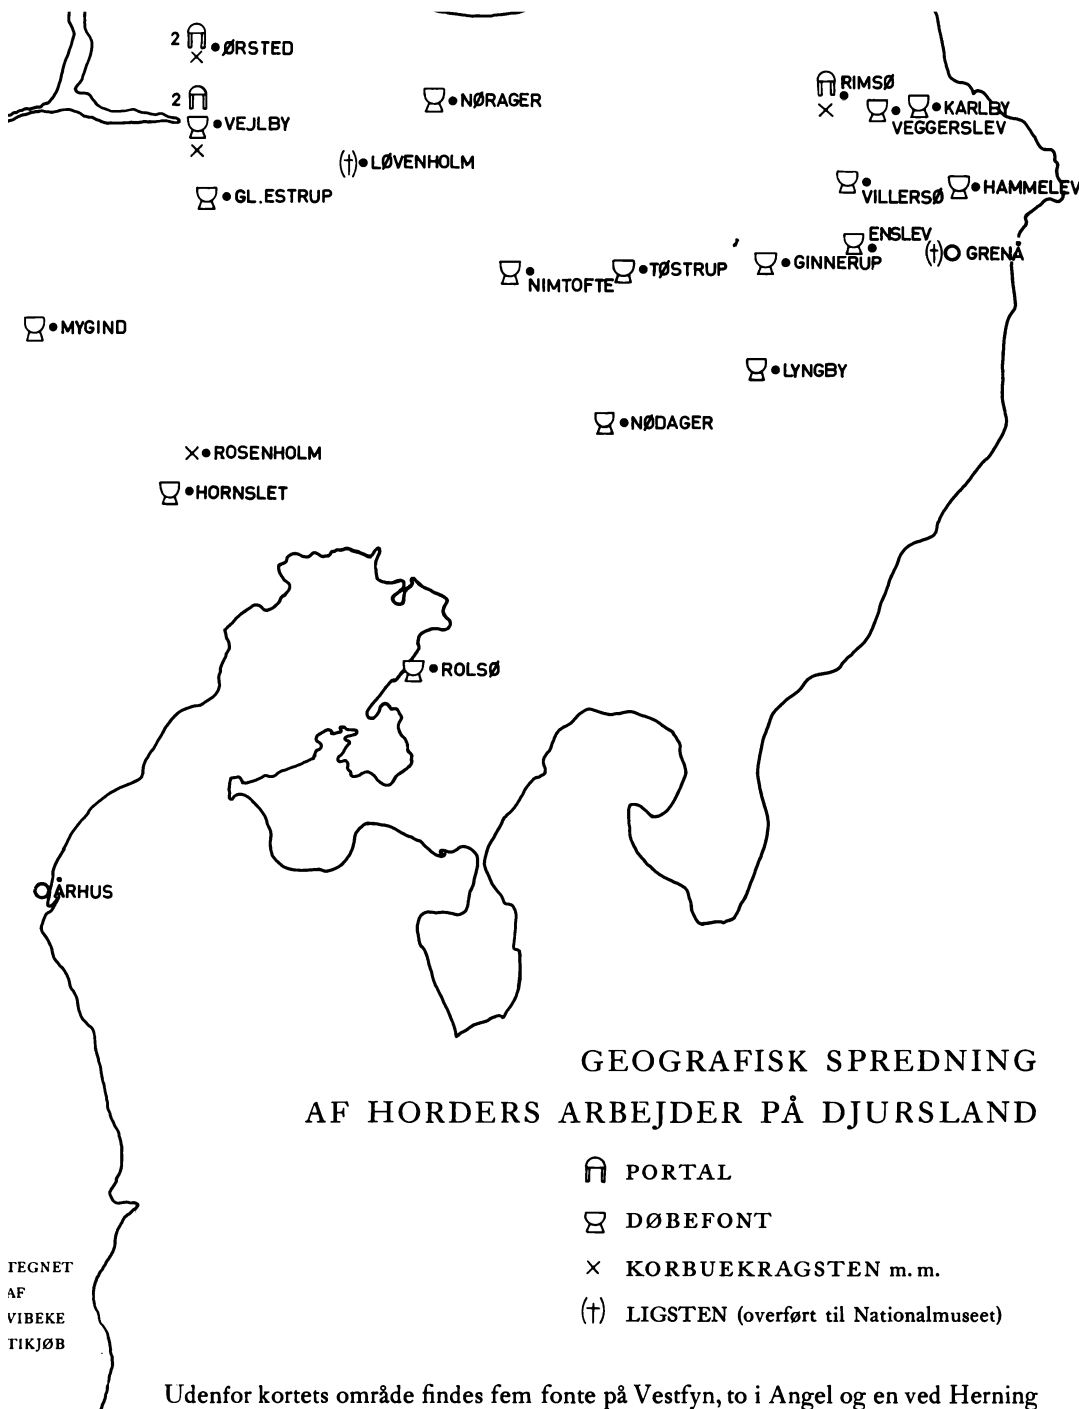 2 ØRSTED
2
VEJLBY
NØRAGER
RIMSØ
KARLBY
VEGGERSLEV
LØVENHOLM
GL.ESTRUP
VILLERSØ
HAMMELEV
ENSLEV
GRENÅ
NIMTOFTE
TØSTRUP
GINNERUP
MYGIND
LYNGBY
NØDAGER
ROSENHOLM
HORNSLET
ROLSØ
ÅRHUS
GEOGRAFISK SPREDNING
AF HORDERS ARBEJDER PÅ DJURSLAND
PORTAL
DØBEFONT
KORBUEKRAGSTEN m.m.
LIGSTEN (overført til Nationalmuseet)
TEGNET
AF
VIBEKE
TIKJØB
Udenfor kortets område findes fem fonte på Vestfyn, to i Angel og en ved Herning